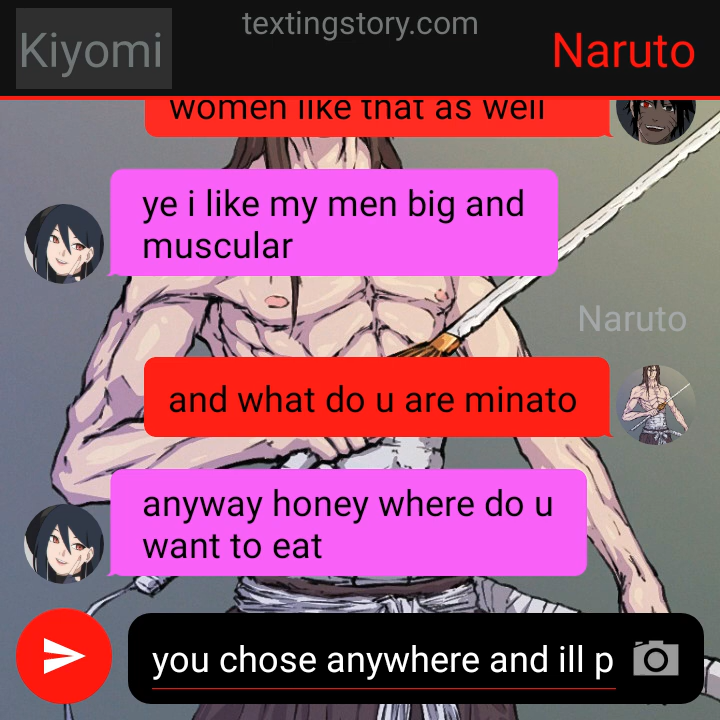 textingstory.com
Kiyomi
Naruto
women like that as well
ye i like my men big and
muscular
Naruto
and what do u are minato
anyway honey where do u
want to eat
you chose anywhere and ill p